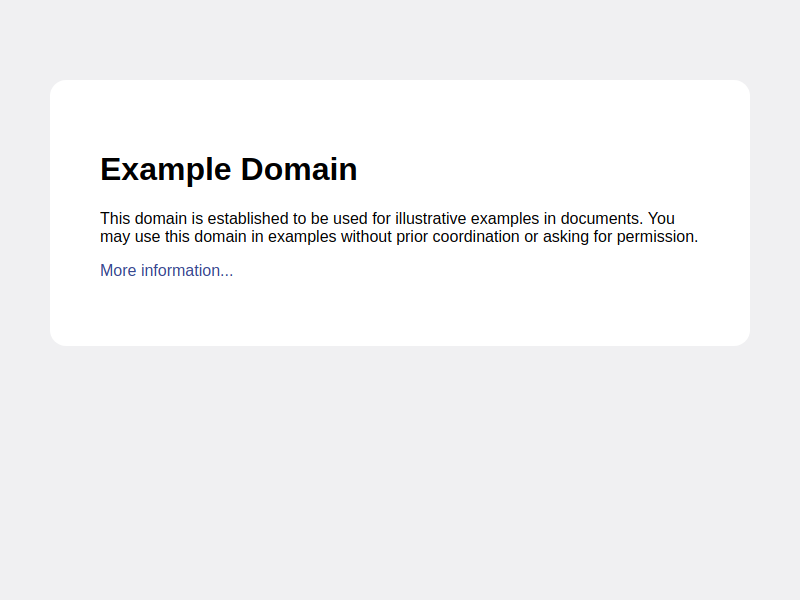 Example Domain
This domain is established to be used for illustrative examples in documents. You
may use this domain in examples without prior coordination or asking for permission.
More information...